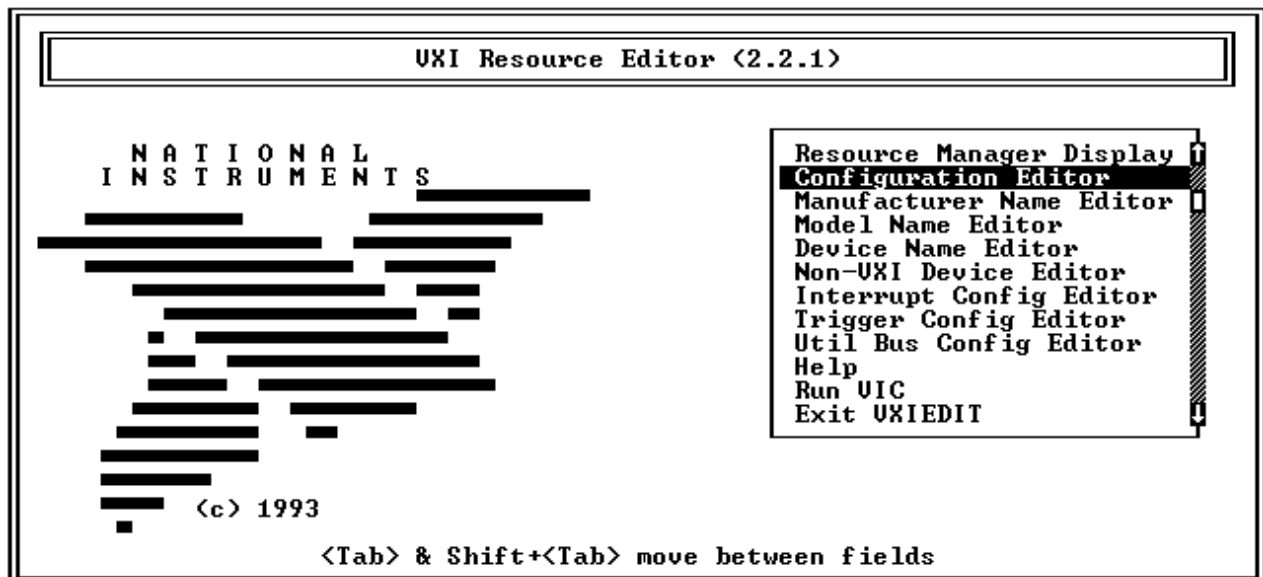 VXI Resource Editor (2.2.1)
N A T I O N A L
I N S T R U M E N T S
Resource Manager Display
Configuration Editor
Manufacturer Name Editor
Model Name Editor
Device Name Editor
Non-VXI Device Editor
Interrupt Config Editor
Trigger Config Editor
Util Bus Config Editor
Help
Run VIC
Exit VXIEDIT
(c) 1993
<Tab> & Shift+<Tab> move between fields